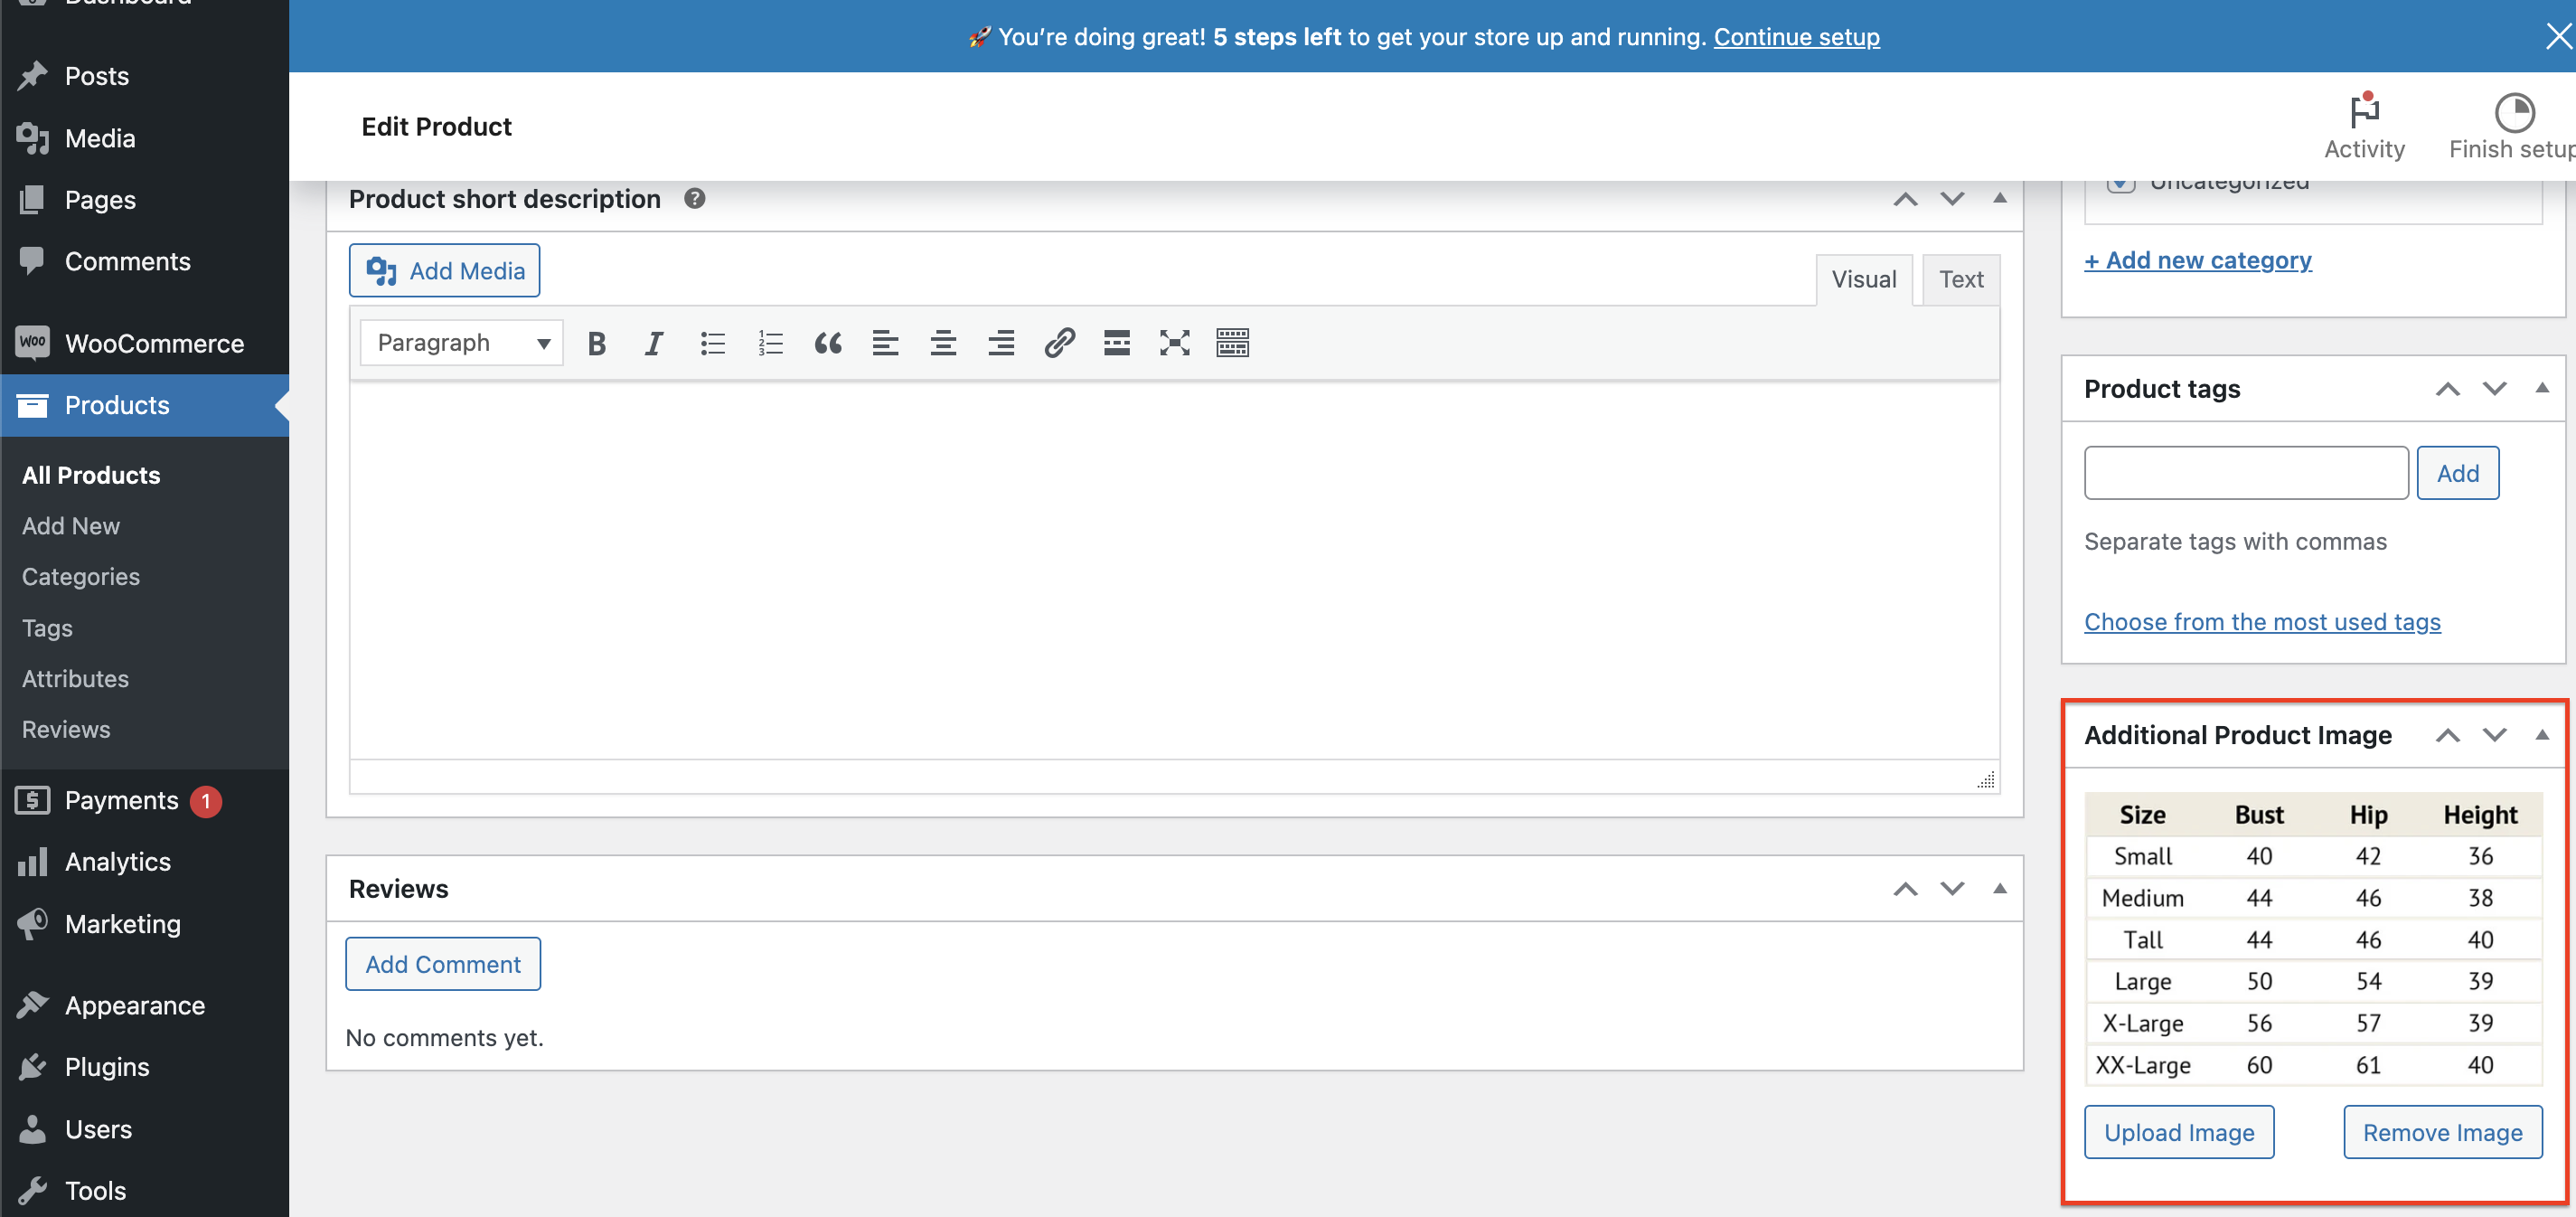 Dashboard
Posts
Media
Pages
Comments
WooCommerce
Products
All Products
Add New
Categories
Tags
Attributes
Reviews
Payments 1
Analytics
Marketing
Appearance
Plugins
Users
Tools
🚀 You're doing great! 5 steps left to get your store up and running. Continue setup
Edit Product
Activity
Finish setup
Product short description ?
Add Media
Visual Text
Paragraph
Reviews
Add Comment
No comments yet.
Uncategorized
+ Add new category
Product tags
Add
Separate tags with commas
Choose from the most used tags
Additional Product Image
Size Bust Hip Height
Small 40 42 36
Medium 44 46 38
Tall 44 46 40
Large 50 54 39
X-Large 56 57 39
XX-Large 60 61 40
Upload Image Remove Image